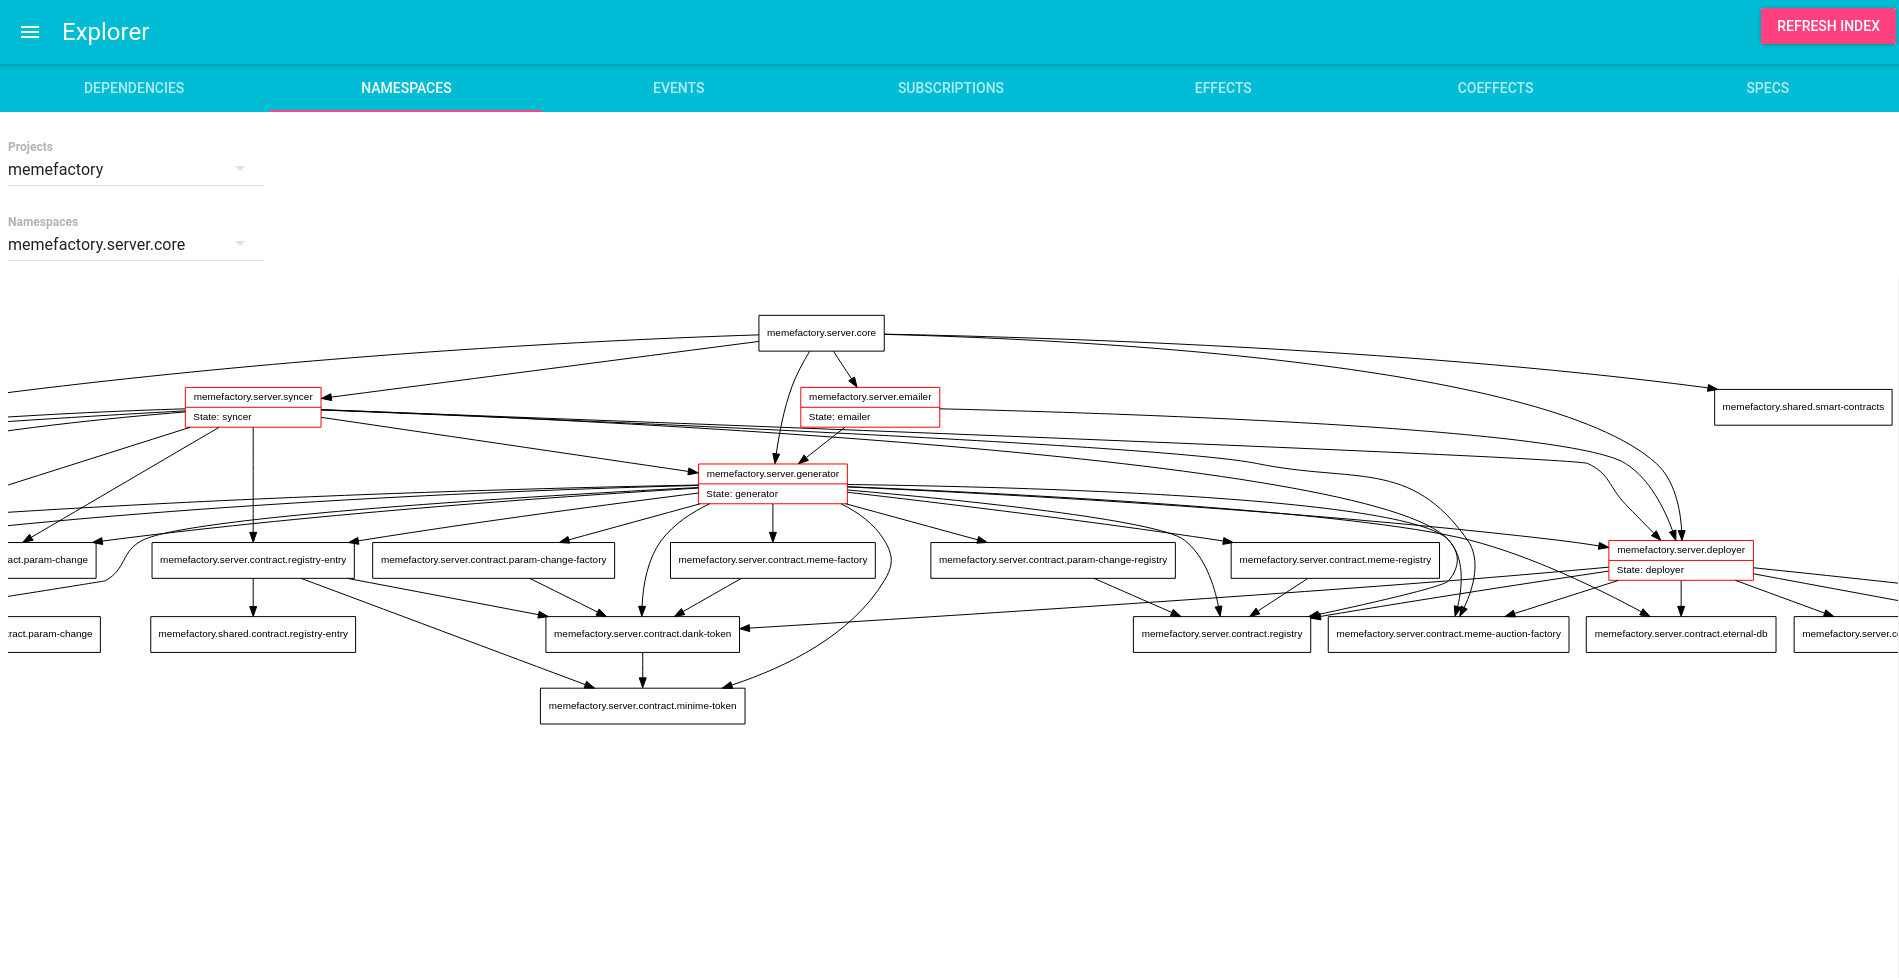 Explorer
REFRESH INDEX
DEPENDENCIES
NAMESPACES
EVENTS
SUBSCRIPTIONS
EFFECTS
COEFFECTS
SPECS
Projects
memefactory
Namespaces
memefactory.server.core
memefactory.server.core
memefactory.server.syncer
State: syncer
memefactory.server.emailer
State: emailer
memefactory.shared.smart-contracts
memefactory.server.generator
State: generator
act.param-change
memefactory.server.contract.registry-entry
memefactory.server.contract.param-change-factory
memefactory.server.contract.meme-factory
memefactory.server.contract.param-change-registry
memefactory.server.contract.meme-registry
memefactory.server.deployer
State: deployer
ract.param-change
memefactory.shared.contract.registry-entry
memefactory.server.contract.dank-token
memefactory.server.contract.registry
memefactory.server.contract.meme-auction-factory
memefactory.server.contract.eternal-db
memefactory.server.c
memefactory.server.contract.minime-token